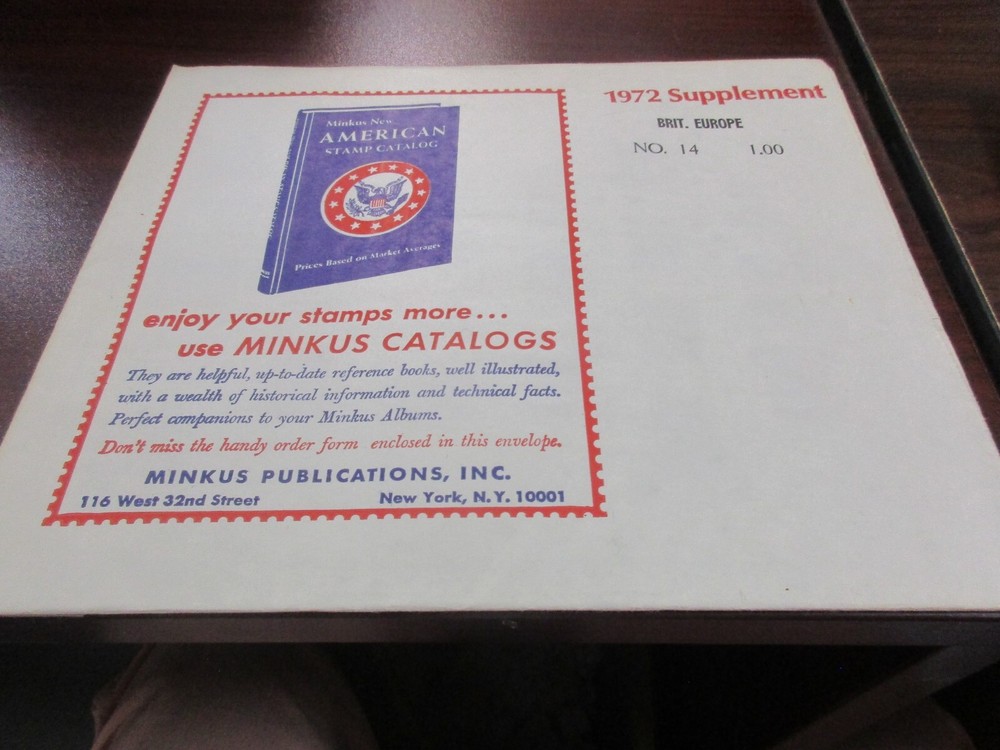 1972 Supplement
BRIT. EUROPE
NO. 14 1.00
Minkus New
AMERICAN
STAMP CATALOG
Prices Based on Market Averages
enjoy your stamps more...
use MINKUS CATALOGS
They are helpful, up-to-date reference books, well illustrated,
with a wealth of historical information and technical facts.
Perfect companions to your Minkus Albums.
Don't miss the handy order form enclosed in this envelope.
MINKUS PUBLICATIONS, INC.
116 West 32nd Street New York, N.Y. 10001